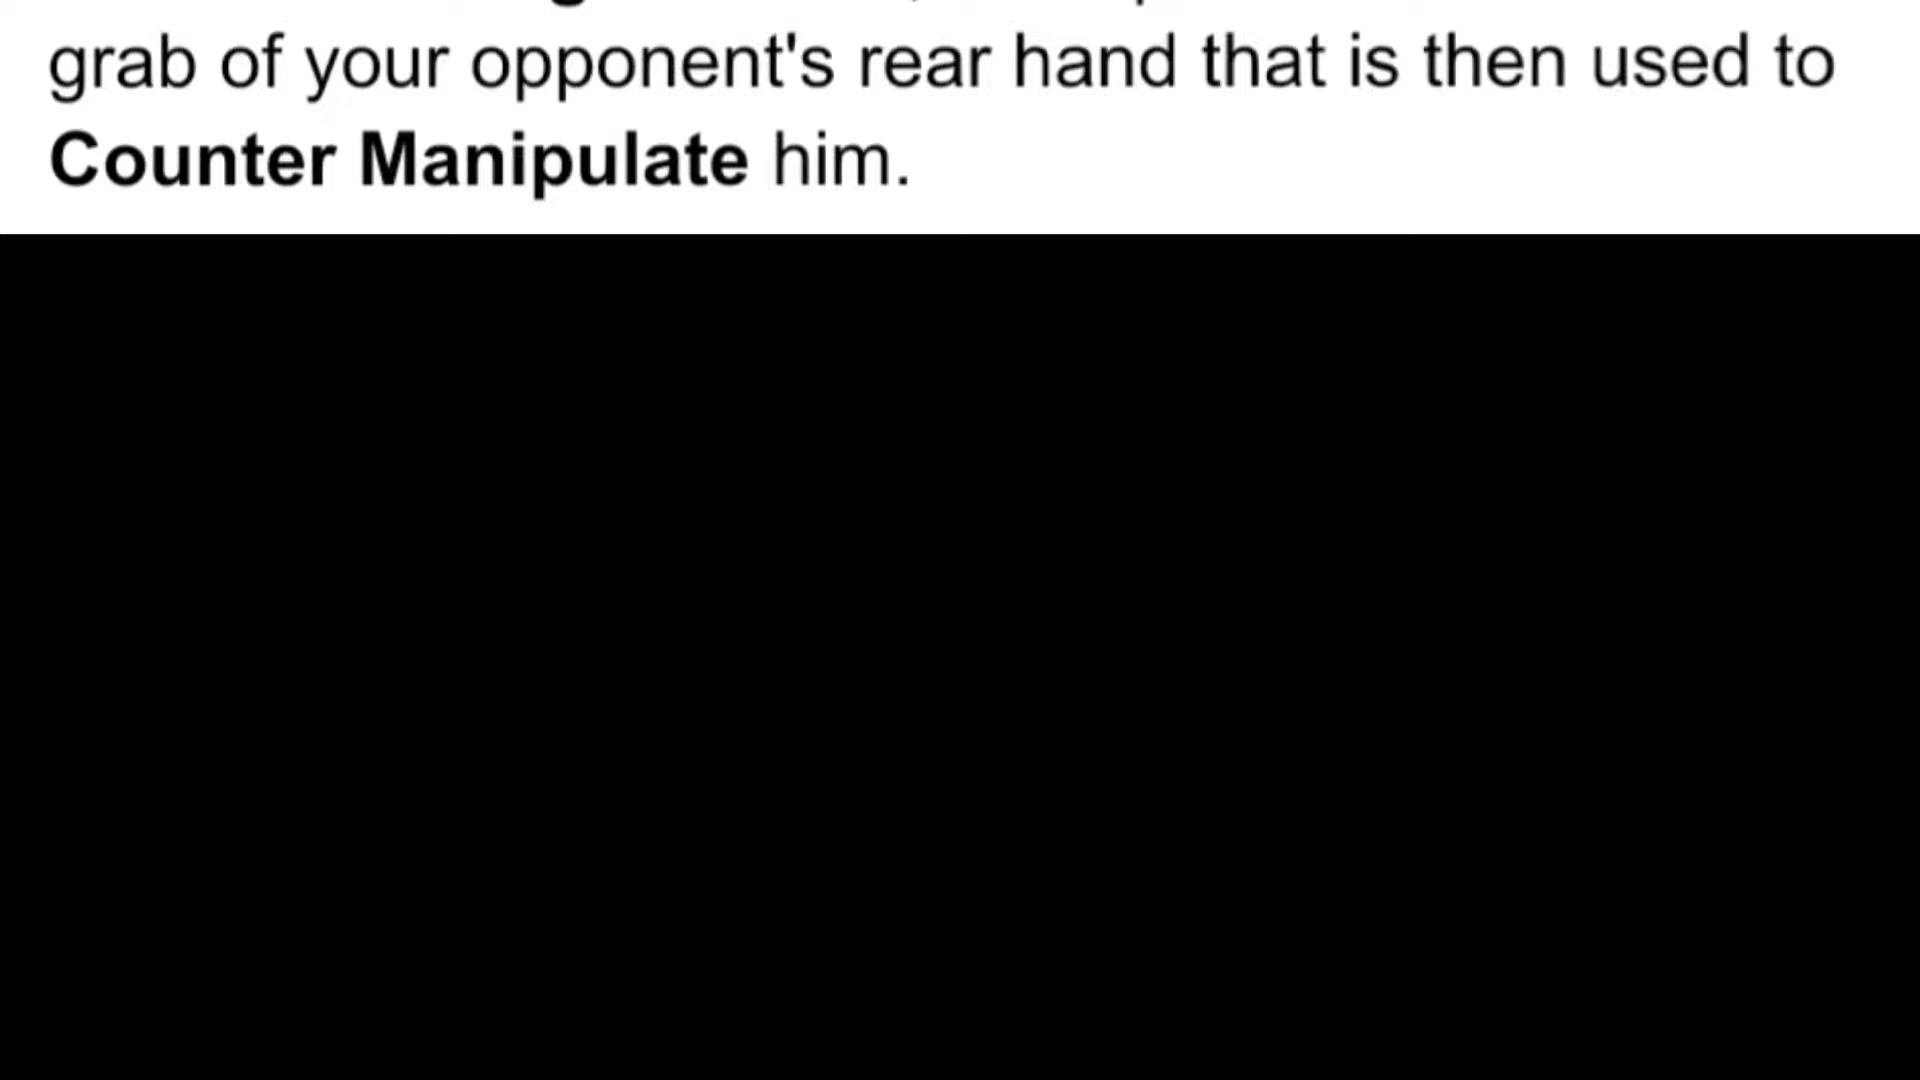 grab of your opponent's rear hand that is then used to
Counter Manipulate him.